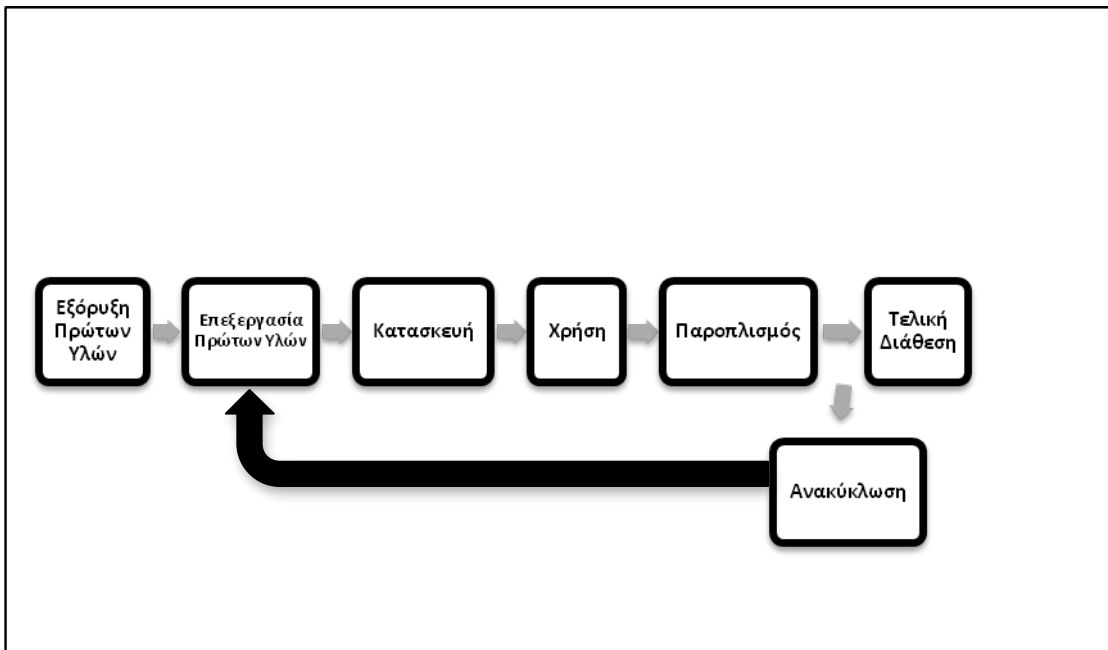 Εξόρυξη
Πρώτων
Υλών
Επεξεργασία
Πρώτων Υλών
Κατασκευή
Χρήση
Παροπλισμός
Τελική
Διάθεση
Ανακύκλωση